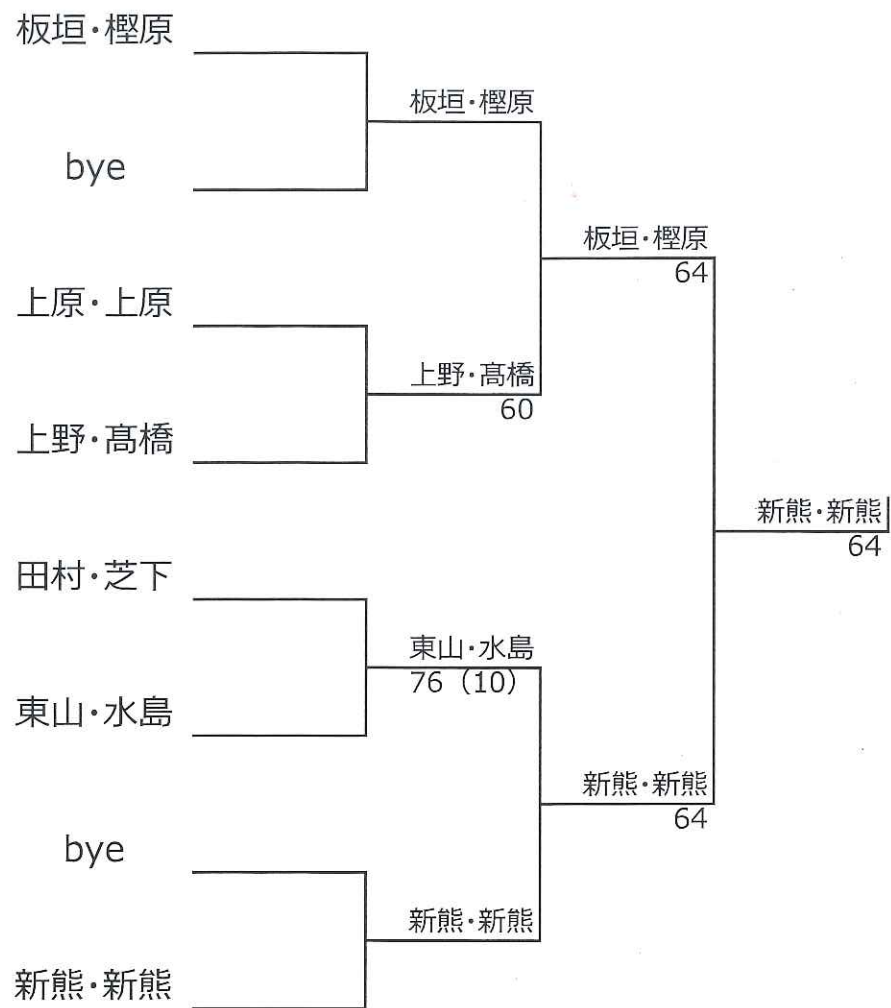 板垣・樫原
板垣・樫原
bye
板垣・樫原
64
上原・上原
上野・髙橋
60
上野・髙橋
新熊・新熊
64
田村・芝下
東山・水島
76（10）
東山・水島
新熊・新熊
64
bye
新熊・新熊
新熊・新熊